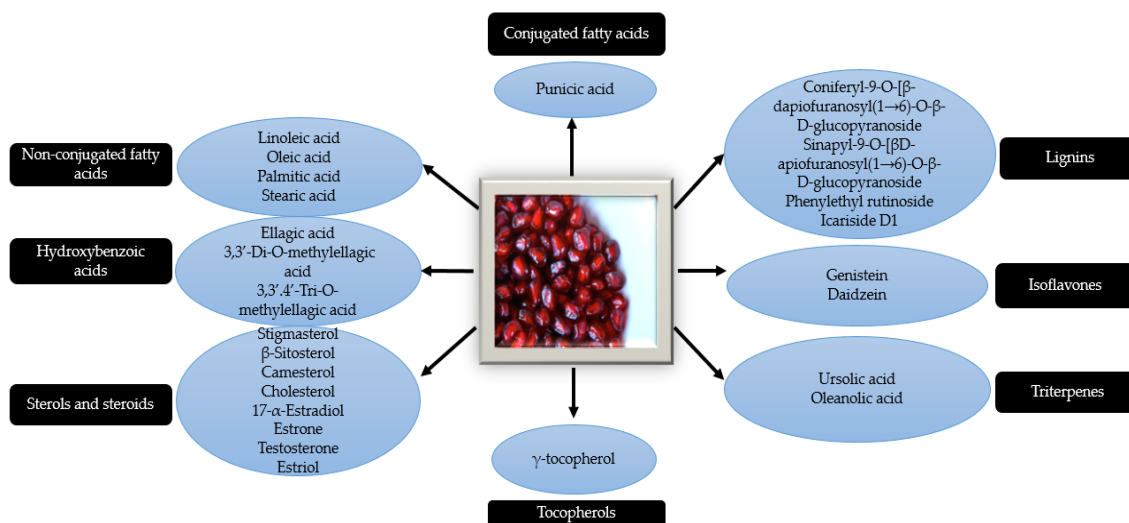 Conjugated fatty acids
Punicic acid
Non-conjugated fatty
acids
Linoleic acid
Oleic acid
Palmitic acid
Stearic acid
Hydroxybenzoic
acids
Ellagic acid
3,3′-Di-O-methylellagic
acid
3,3′.4′-Tri-O-
methylellagic acid
Sterols and steroids
Stigmasterol
β-Sitosterol
Camesterol
Cholesterol
17-α-Estradiol
Estrone
Testosterone
Estriol
γ-tocopherol
Tocopherols
Coniferyl-9-O-[β-
dapiofuranosyl(1→6)-O-β-
D-glucopyranoside
Sinapyl-9-O-[βD-
apiofuranosyl(1→6)-O-β-
D-glucopyranoside
Phenylethyl rutinoside
Icariside D1
Lignins
Genistein
Daidzein
Isoflavones
Ursolic acid
Oleanolic acid
Triterpenes